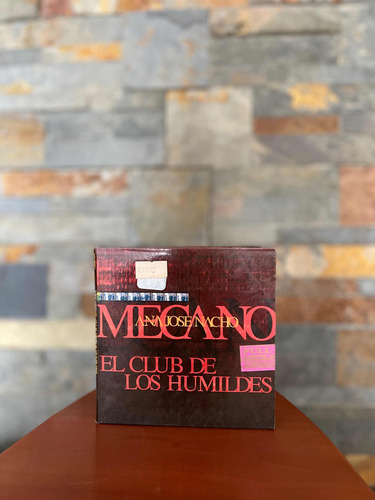 MECANO
ANA JOSE NACHO
EL CLUB DE
LOS HUMILDES